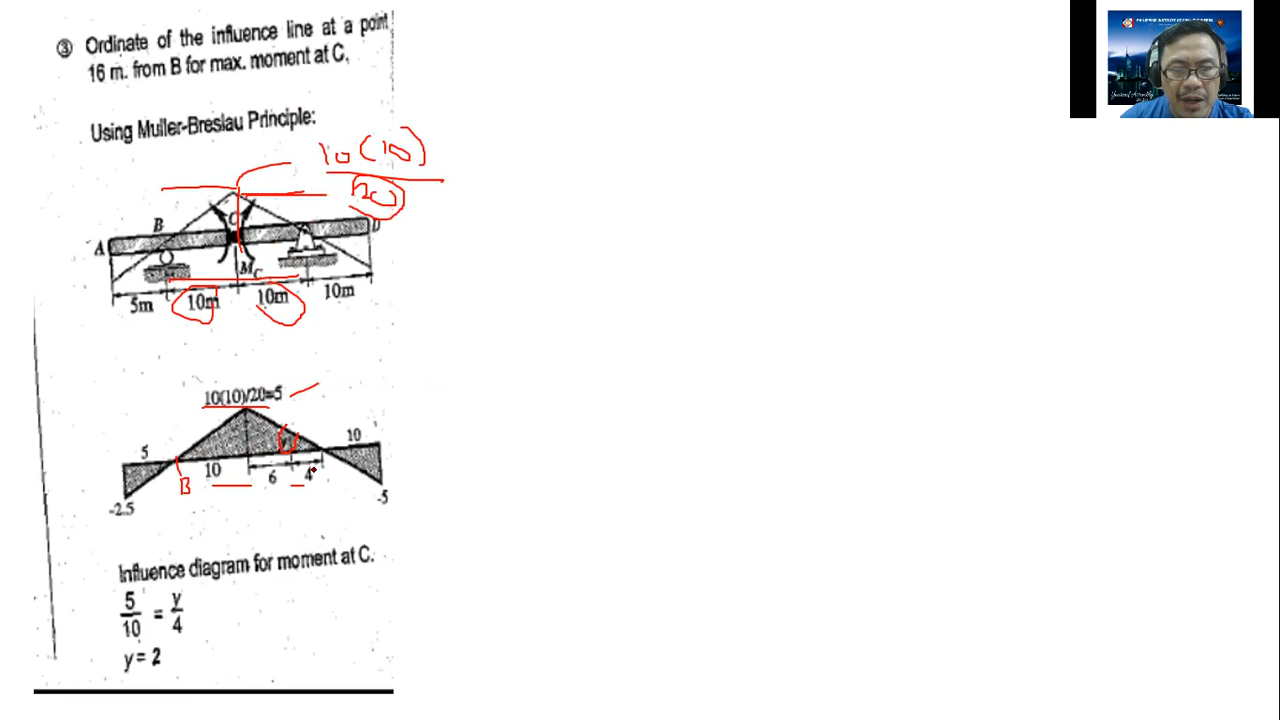 ③ Ordinate of the influence line at a point
16 m. from B for max. moment at C.
Using Muller-Breslau Principle:
10(10)
20
A
B
C
D
MC
5m
10m
10m
10m
10(10)/20=5
5
10
10
6
4
B
-2.5
-5
Influence diagram for moment at C.
5/10 = y/4
y = 2